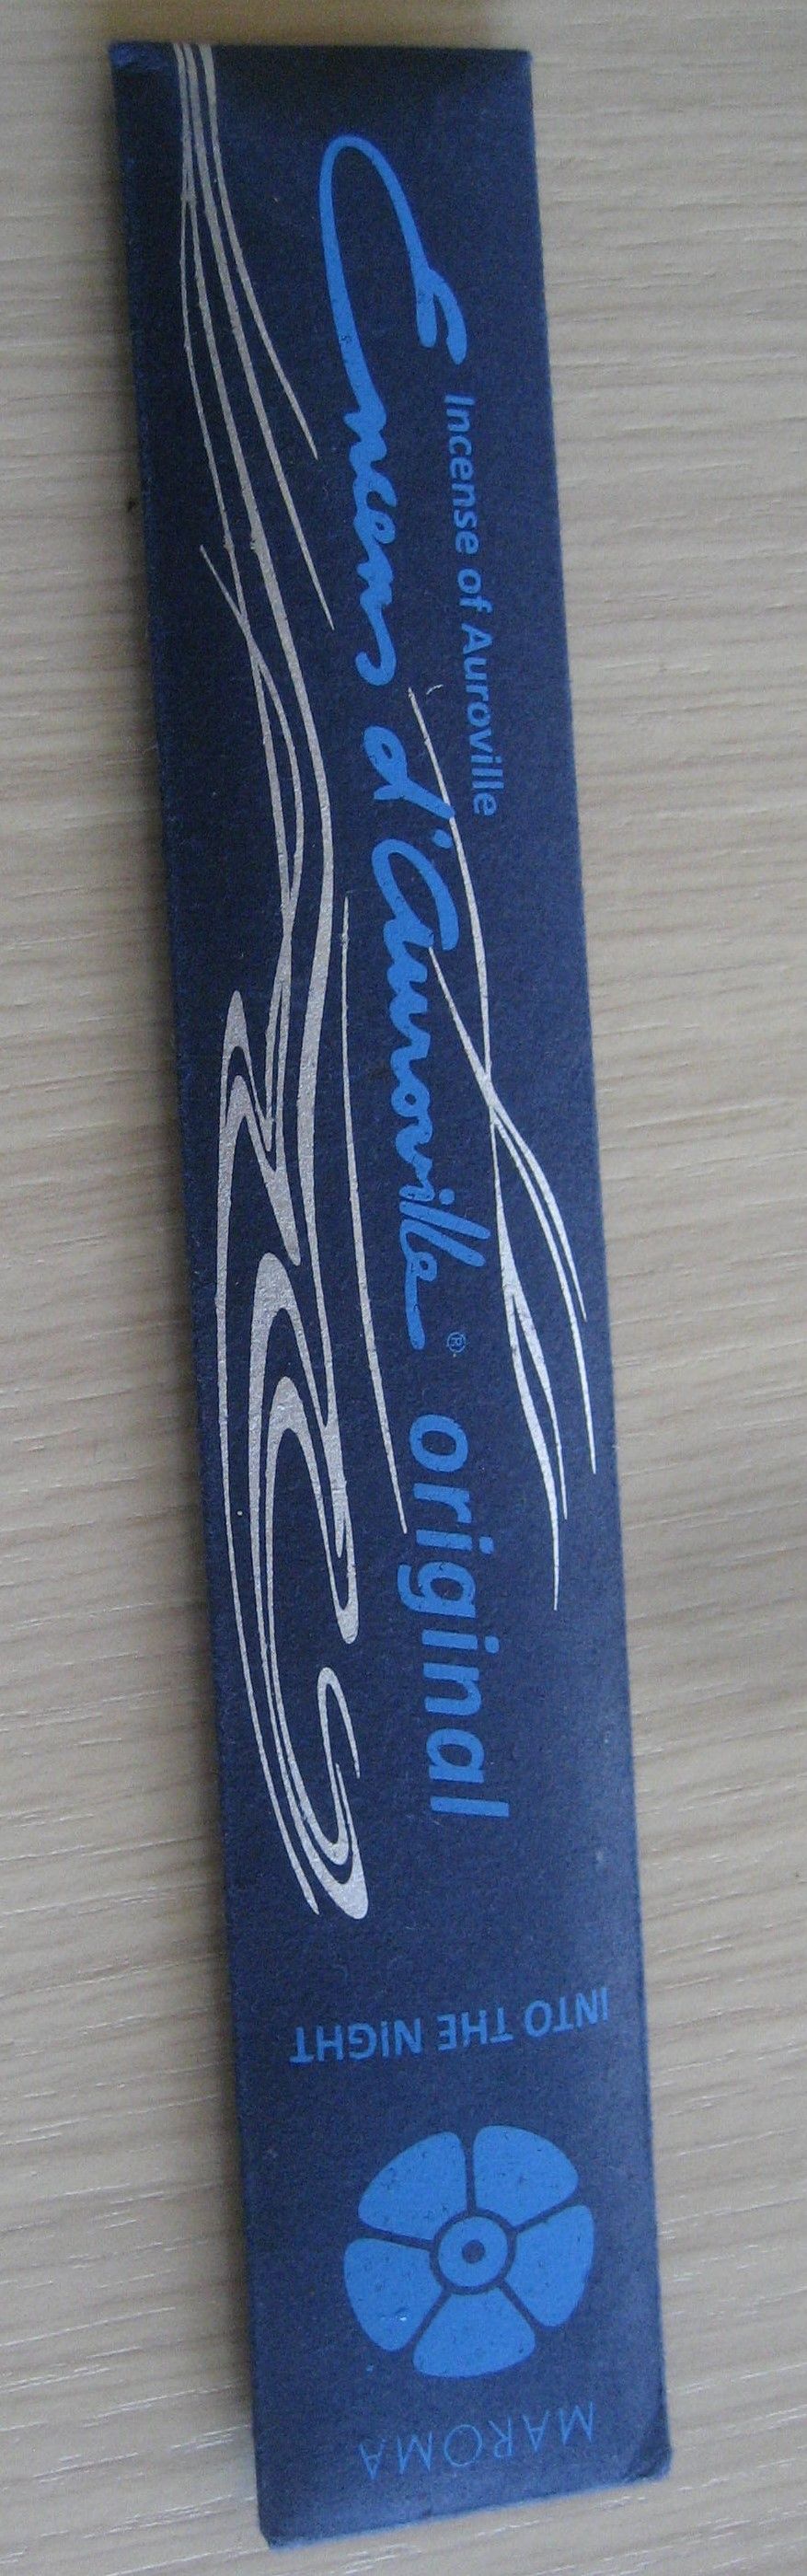 Incense of Auroville
Encens d'Auroville ® original
INTO THE NIGHT
MAROMA